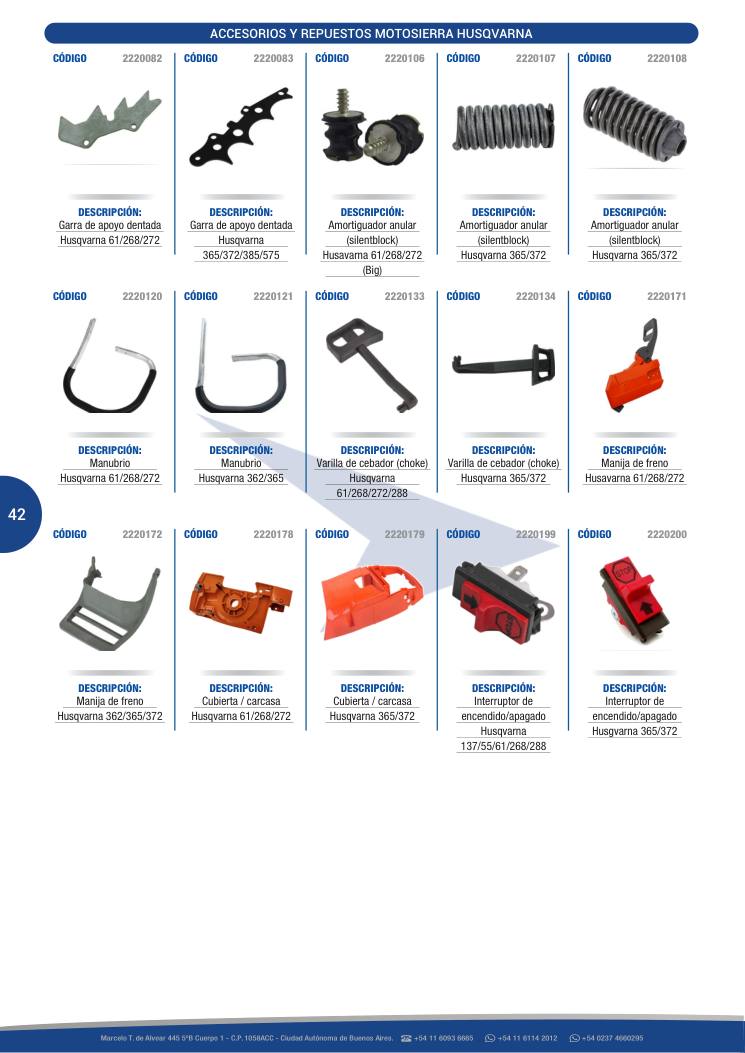 ACCESORIOS Y REPUESTOS MOTOSIERRA HUSQVARNA
CÓDIGO 2220082
DESCRIPCIÓN:
Garra de apoyo dentada
Husqvarna 61/268/272
CÓDIGO 2220083
DESCRIPCIÓN:
Garra de apoyo dentada
Husqvarna
365/372/385/575
CÓDIGO 2220106
DESCRIPCIÓN:
Amortiguador anular
(silentblock)
Husavarna 61/268/272
(Big)
CÓDIGO 2220107
DESCRIPCIÓN:
Amortiguador anular
(silentblock)
Husqvarna 365/372
CÓDIGO 2220108
DESCRIPCIÓN:
Amortiguador anular
(silentblock)
Husqvarna 365/372
CÓDIGO 2220120
DESCRIPCIÓN:
Manubrio
Husqvarna 61/268/272
CÓDIGO 2220121
DESCRIPCIÓN:
Manubrio
Husqvarna 362/365
CÓDIGO 2220133
DESCRIPCIÓN:
Varilla de cebador (choke)
Husqvarna
61/268/272/288
CÓDIGO 2220134
DESCRIPCIÓN:
Varilla de cebador (choke)
Husqvarna 365/372
CÓDIGO 2220171
DESCRIPCIÓN:
Manija de freno
Husavarna 61/268/272
42
CÓDIGO 2220172
DESCRIPCIÓN:
Manija de freno
Husqvarna 362/365/372
CÓDIGO 2220178
DESCRIPCIÓN:
Cubierta / carcasa
Husqvarna 61/268/272
CÓDIGO 2220179
DESCRIPCIÓN:
Cubierta / carcasa
Husqvarna 365/372
CÓDIGO 2220199
STOP
DESCRIPCIÓN:
Interruptor de
encendido/apagado
Husqvarna
137/55/61/268/288
CÓDIGO 2220200
STOP
DESCRIPCIÓN:
Interruptor de
encendido/apagado
Husqvarna 365/372
Marcelo T. de Alvear 445 5ºB Cuerpo 1 - C.P. 1058ACC - Ciudad Autónoma de Buenos Aires. +54 11 6093 6665 +54 11 6114 2012 +54 0237 4660295